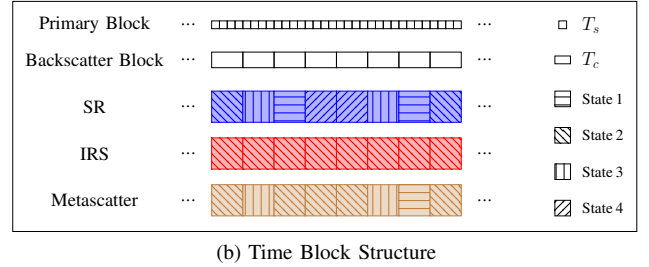 Primary Block ... ... T_s
Backscatter Block ... ... T_c
SR ... ... State 1
State 2
IRS ... ...
State 3
Metascatter ... ... State 4
(b) Time Block Structure